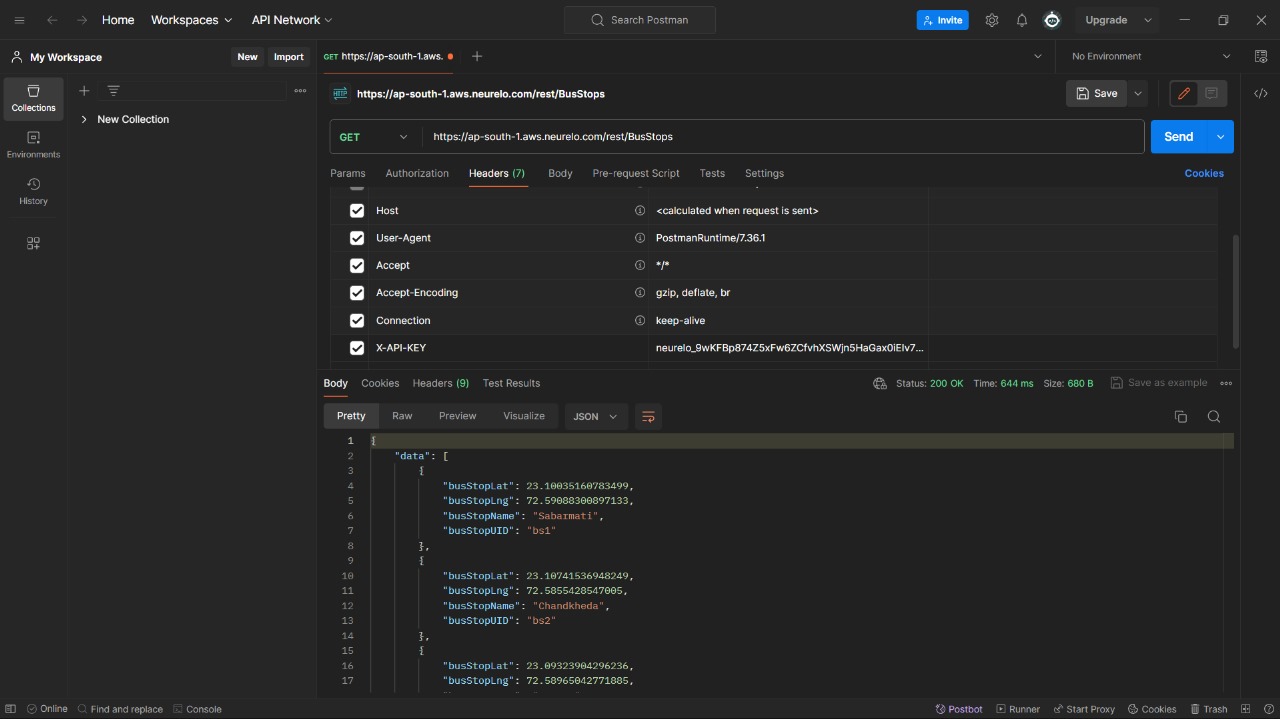 Home Workspaces API Network Search Postman Invite Upgrade
My Workspace New Import GET https://ap-south-1.aws. No Environment
Collections
Environments
History
New Collection
HTTP https://ap-south-1.aws.neurelo.com/rest/BusStops Save
GET https://ap-south-1.aws.neurelo.com/rest/BusStops Send
Params Authorization Headers (7) Body Pre-request Script Tests Settings Cookies
Host <calculated when request is sent>
User-Agent PostmanRuntime/7.36.1
Accept */*
Accept-Encoding gzip, deflate, br
Connection keep-alive
X-API-KEY neurelo_9wKFBp874Z5xFw6ZCfvhXSWjn5HaGax0iEIv7...
Body Cookies Headers (9) Test Results Status: 200 OK Time: 644 ms Size: 680 B Save as example
Pretty Raw Preview Visualize JSON
1 {
2 "data": [
3 {
4 "busStopLat": 23.10035160783499,
5 "busStopLng": 72.59088300897133,
6 "busStopName": "Sabarmati",
7 "busStopUID": "bs1"
8 },
9 {
10 "busStopLat": 23.10741536948249,
11 "busStopLng": 72.5855428547005,
12 "busStopName": "Chandkheda",
13 "busStopUID": "bs2"
14 },
15 {
16 "busStopLat": 23.09323904296236,
17 "busStopLng": 72.58965042771885,
Online Find and replace Console Postbot Runner Start Proxy Cookies Trash